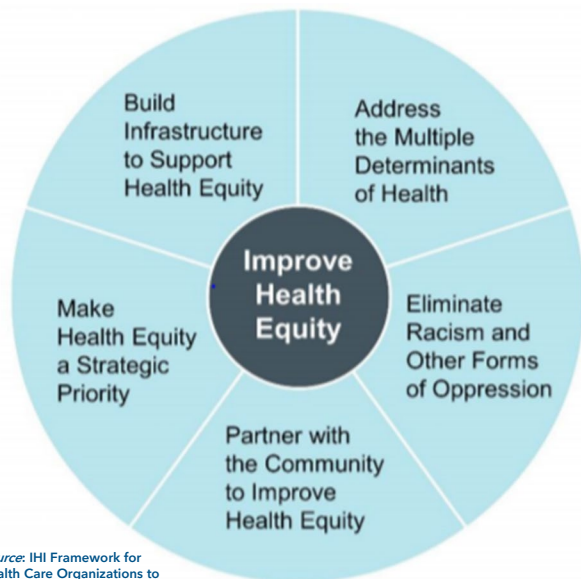 Build
Infrastructure
to Support
Health Equity
Address
the Multiple
Determinants
of Health
Improve
Health
Equity
Make
Health Equity
a Strategic
Priority
Eliminate
Racism and
Other Forms
of Oppression
Partner with
the Community
to Improve
Health Equity
IHI Framework for
Care Organizations to